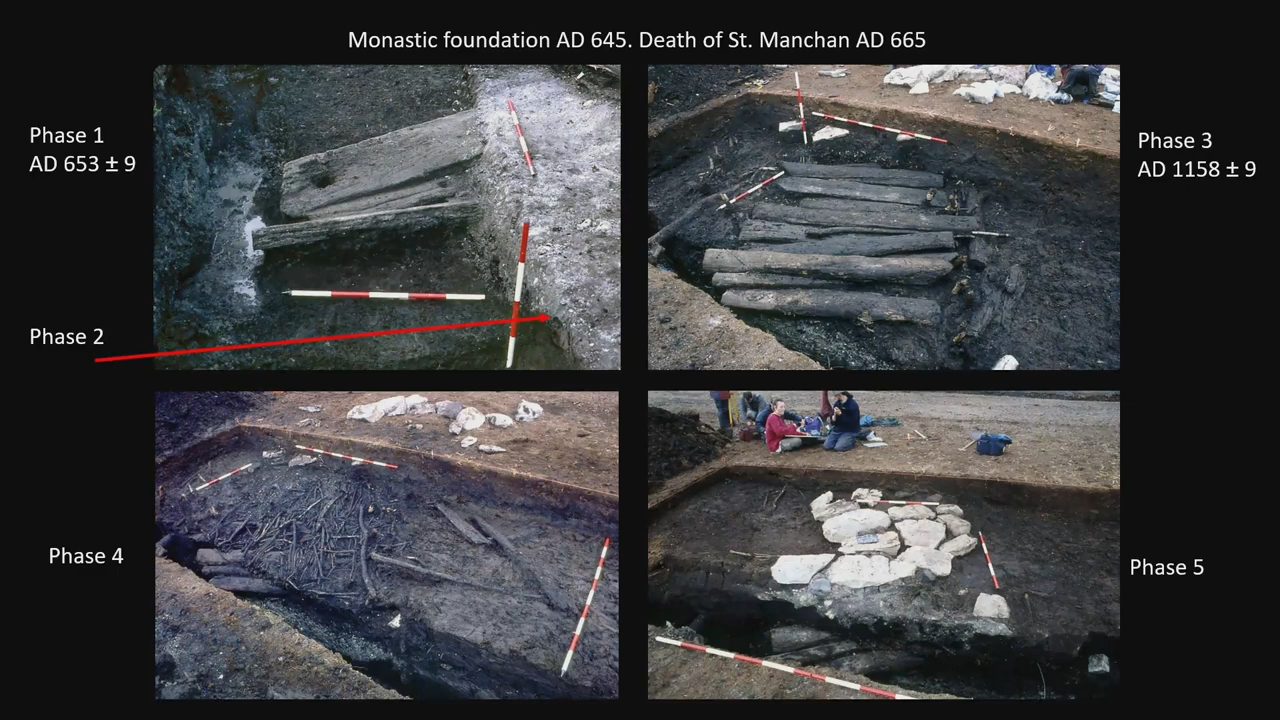 Monastic foundation AD 645. Death of St. Manchan AD 665
Phase 1
AD 653 ± 9
Phase 2
Phase 3
AD 1158 ± 9
Phase 4
Phase 5